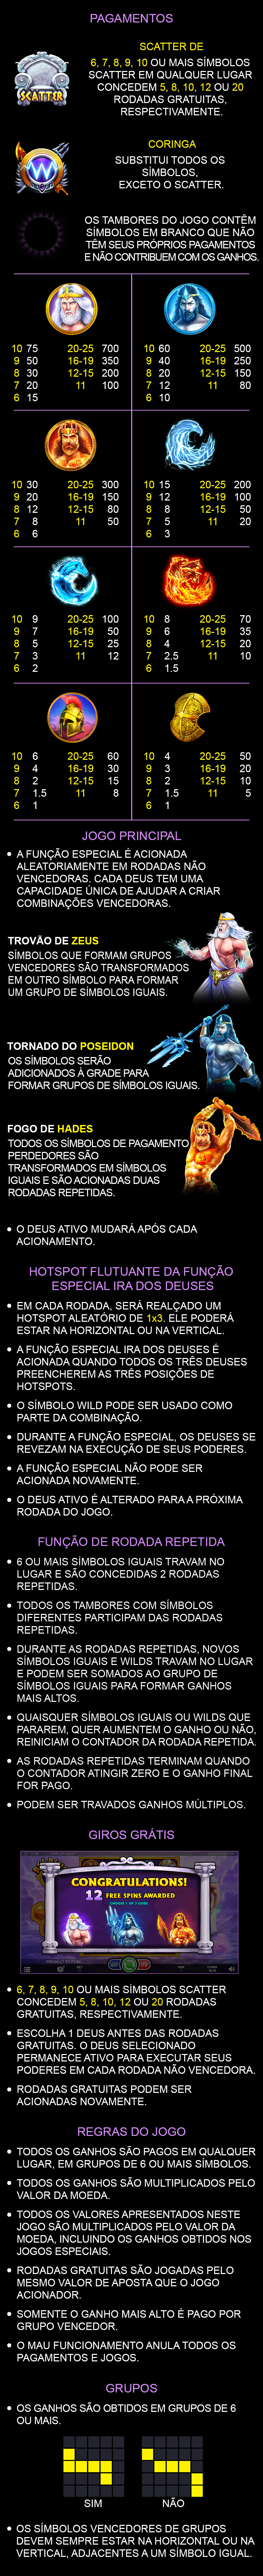 PAGAMENTOS
SCATTER DE
6, 7, 8, 9, 10 OU MAIS SÍMBOLOS
SCATTER EM QUALQUER LUGAR
CONCEDEM 5, 8, 10, 12 OU 20
RODADAS GRATUITAS,
RESPECTIVAMENTE.
SCATTER
CORINGA
SUBSTITUI TODOS OS
SÍMBOLOS,
EXCETO O SCATTER.
W
OS TAMBORES DO JOGO CONTÊM
SÍMBOLOS EM BRANCO QUE NÃO
TÊM SEUS PRÓPRIOS PAGAMENTOS
E NÃO CONTRIBUEM COM OS GANHOS.
10 75 20-25 700
9 50 16-19 350
8 30 12-15 200
7 20 11 100
6 15
10 60 20-25 500
9 40 16-19 250
8 20 12-15 150
7 12 11 80
6 10
10 30 20-25 300
9 20 16-19 150
8 12 12-15 80
7 8 11 50
6 6
10 15 20-25 200
9 12 16-19 100
8 8 12-15 50
7 5 11 20
6 3
10 9 20-25 100
9 7 16-19 50
8 5 12-15 25
7 3 11 12
6 2
10 8 20-25 70
9 6 16-19 35
8 4 12-15 20
7 2.5 11 10
6 1.5
10 6 20-25 60
9 4 16-19 30
8 2 12-15 15
7 1.5 11 8
6 1
10 4 20-25 50
9 3 16-19 20
8 2 12-15 10
7 1.5 11 5
6 1
JOGO PRINCIPAL
• A FUNÇÃO ESPECIAL É ACIONADA
ALEATORIAMENTE EM RODADAS NÃO
VENCEDORAS. CADA DEUS TEM UMA
CAPACIDADE ÚNICA DE AJUDAR A CRIAR
COMBINAÇÕES VENCEDORAS.
TROVÃO DE ZEUS
SÍMBOLOS QUE FORMAM GRUPOS
VENCEDORES SÃO TRANSFORMADOS
EM OUTRO SÍMBOLO PARA FORMAR
UM GRUPO DE SÍMBOLOS IGUAIS.
TORNADO DO POSEIDON
OS SÍMBOLOS SERÃO
ADICIONADOS À GRADE PARA
FORMAR GRUPOS DE SÍMBOLOS IGUAIS.
FOGO DE HADES
TODOS OS SÍMBOLOS DE PAGAMENTO
PERDEDORES SÃO
TRANSFORMADOS EM SÍMBOLOS
IGUAIS E SÃO ACIONADAS DUAS
RODADAS REPETIDAS.
• O DEUS ATIVO MUDARÁ APÓS CADA
ACIONAMENTO.
HOTSPOT FLUTUANTE DA FUNÇÃO
ESPECIAL IRA DOS DEUSES
• EM CADA RODADA, SERÁ REALÇADO UM
HOTSPOT ALEATÓRIO DE 1x3. ELE PODERÁ
ESTAR NA HORIZONTAL OU NA VERTICAL.
• A FUNÇÃO ESPECIAL IRA DOS DEUSES É
ACIONADA QUANDO TODOS OS TRÊS DEUSES
PREENCHEREM AS TRÊS POSIÇÕES DE
HOTSPOTS.
• O SÍMBOLO WILD PODE SER USADO COMO
PARTE DA COMBINAÇÃO.
• DURANTE A FUNÇÃO ESPECIAL, OS DEUSES SE
REVEZAM NA EXECUÇÃO DE SEUS PODERES.
• A FUNÇÃO ESPECIAL NÃO PODE SER
ACIONADA NOVAMENTE.
• O DEUS ATIVO É ALTERADO PARA A PRÓXIMA
RODADA DO JOGO.
FUNÇÃO DE RODADA REPETIDA
• 6 OU MAIS SÍMBOLOS IGUAIS TRAVAM NO
LUGAR E SÃO CONCEDIDAS 2 RODADAS
REPETIDAS.
• TODOS OS TAMBORES COM SÍMBOLOS
DIFERENTES PARTICIPAM DAS RODADAS
REPETIDAS.
• DURANTE AS RODADAS REPETIDAS, NOVOS
SÍMBOLOS IGUAIS E WILDS TRAVAM NO LUGAR
E PODEM SER SOMADOS AO GRUPO DE
SÍMBOLOS IGUAIS PARA FORMAR GANHOS
MAIS ALTOS.
• QUAISQUER SÍMBOLOS IGUAIS OU WILDS QUE
PARAREM, QUER AUMENTEM O GANHO OU NÃO,
REINICIAM O CONTADOR DA RODADA REPETIDA.
• AS RODADAS REPETIDAS TERMINAM QUANDO
O CONTADOR ATINGIR ZERO E O GANHO FINAL
FOR PAGO.
• PODEM SER TRAVADOS GANHOS MÚLTIPLOS.
GIROS GRÁTIS
CONGRATULATIONS!
12 FREE SPINS AWARDED
CHOOSE 1 OF 3 GODS
• 6, 7, 8, 9, 10 OU MAIS SÍMBOLOS SCATTER
CONCEDEM 5, 8, 10, 12 OU 20 RODADAS
GRATUITAS, RESPECTIVAMENTE.
• ESCOLHA 1 DEUS ANTES DAS RODADAS
GRATUITAS. O DEUS SELECIONADO
PERMANECE ATIVO PARA EXECUTAR SEUS
PODERES EM CADA RODADA NÃO VENCEDORA.
• RODADAS GRATUITAS PODEM SER
ACIONADAS NOVAMENTE.
REGRAS DO JOGO
• TODOS OS GANHOS SÃO PAGOS EM QUALQUER
LUGAR, EM GRUPOS DE 6 OU MAIS SÍMBOLOS.
• TODOS OS GANHOS SÃO MULTIPLICADOS PELO
VALOR DA MOEDA.
• TODOS OS VALORES APRESENTADOS NESTE
JOGO SÃO MULTIPLICADOS PELO VALOR DA
MOEDA, INCLUINDO OS GANHOS OBTIDOS NOS
JOGOS ESPECIAIS.
• RODADAS GRATUITAS SÃO JOGADAS PELO
MESMO VALOR DE APOSTA QUE O JOGO
ACIONADOR.
• SOMENTE O GANHO MAIS ALTO É PAGO POR
GRUPO VENCEDOR.
• O MAU FUNCIONAMENTO ANULA TODOS OS
PAGAMENTOS E JOGOS.
GRUPOS
• OS GANHOS SÃO OBTIDOS EM GRUPOS DE 6
OU MAIS.
SIM NÃO
• OS SÍMBOLOS VENCEDORES DE GRUPOS
DEVEM SEMPRE ESTAR NA HORIZONTAL OU NA
VERTICAL, ADJACENTES A UM SÍMBOLO IGUAL.